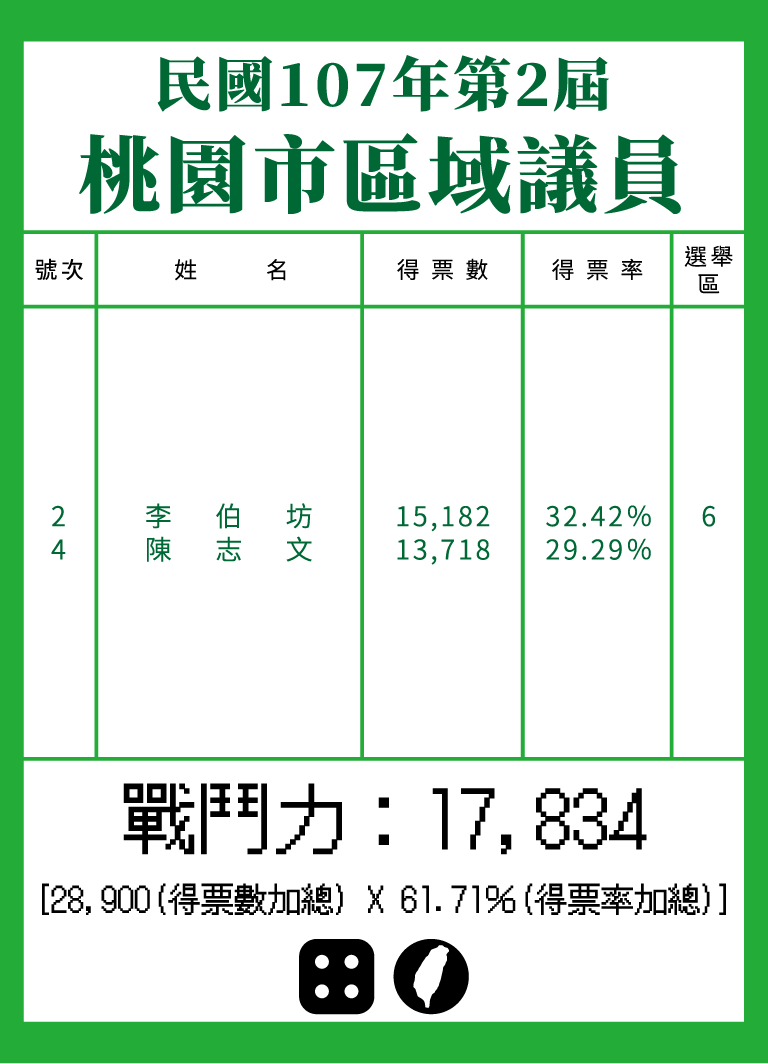 民國107年第2屆
桃園市區域議員
號次 姓名 得票數 得票率 選舉區
2 李伯坊 15,182 32.42% 6
4 陳志文 13,718 29.29%
戰鬥力：17,834
[28,900(得票數加總) X 61.71%(得票率加總)]